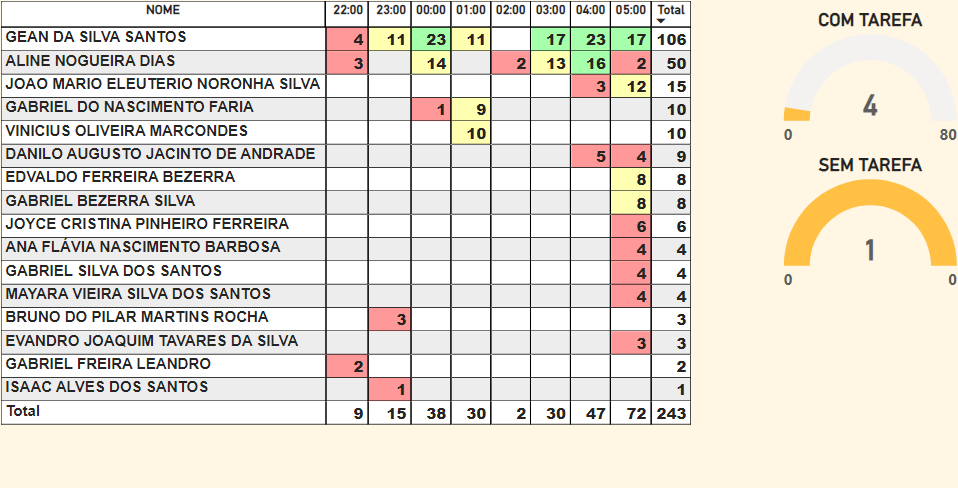 NOME 22:00 23:00 00:00 01:00 02:00 03:00 04:00 05:00 Total
GEAN DA SILVA SANTOS 4 11 23 11 17 23 17 106
ALINE NOGUEIRA DIAS 3 14 2 13 16 2 50
JOAO MARIO ELEUTERIO NORONHA SILVA 3 12 15
GABRIEL DO NASCIMENTO FARIA 1 9 10
VINICIUS OLIVEIRA MARCONDES 10 10
DANILO AUGUSTO JACINTO DE ANDRADE 5 4 9
EDVALDO FERREIRA BEZERRA 8 8
GABRIEL BEZERRA SILVA 8 8
JOYCE CRISTINA PINHEIRO FERREIRA 6 6
ANA FLÁVIA NASCIMENTO BARBOSA 4 4
GABRIEL SILVA DOS SANTOS 4 4
MAYARA VIEIRA SILVA DOS SANTOS 4 4
BRUNO DO PILAR MARTINS ROCHA 3 3
EVANDRO JOAQUIM TAVARES DA SILVA 3 3
GABRIEL FREIRA LEANDRO 2 2
ISAAC ALVES DOS SANTOS 1 1
Total 9 15 38 30 2 30 47 72 243
COM TAREFA
4
0 80
SEM TAREFA
1
0 0